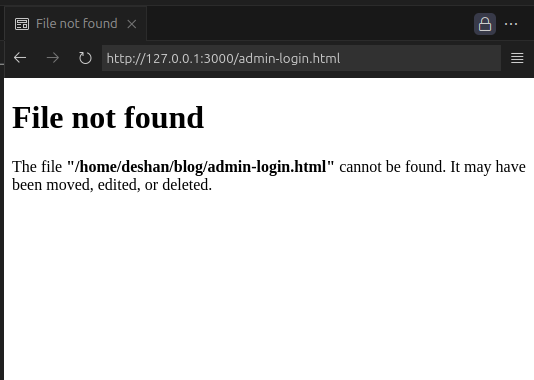 File not found
http://127.0.0.1:3000/admin-login.html
File not found
The file "/home/deshan/blog/admin-login.html" cannot be found. It may have
been moved, edited, or deleted.